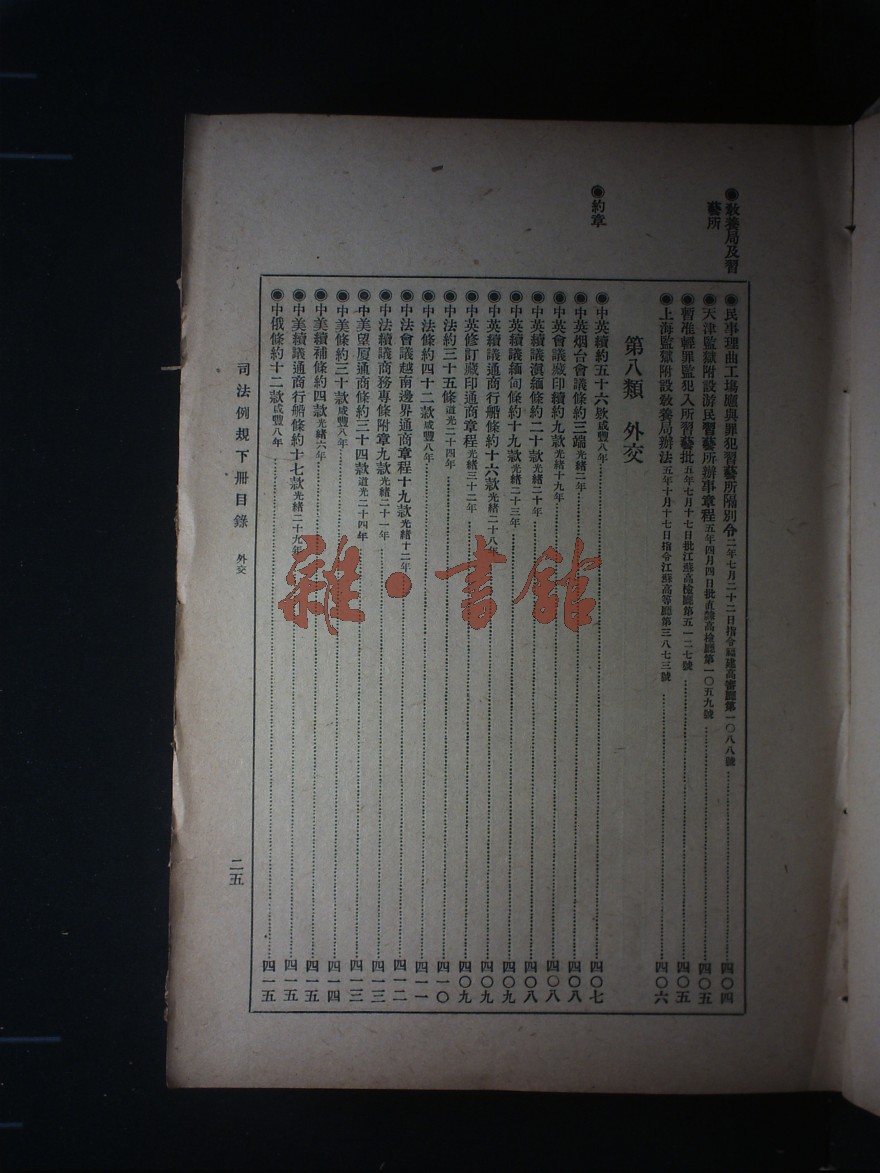 ◉敎養局及習
藝所
◉民事理曲工塲應與罪犯習藝所隔別令二年七月二十二日指令福建高審廳第一〇八八號……四〇四
◉天津監獄附設游民習藝所辦事章程五年四月四日批直隸高檢廳第一〇五九號……四〇五
◉暫准輕罪監犯入所習藝批五年七月十七日批江蘇高檢廳第五一二七號……四〇五
◉上海監獄附設敎養局辦法五年十月十七日指令江蘇高等廳第三八七三號……四〇六
第八類　外交
◉約章
◉中英續約五十六款咸豐八年……四〇七
◉中英烟台會議條約三端光緒二年……四〇八
◉中英會議藏印續約九款光緒十九年……四〇八
◉中英續議滇緬條約二十款光緒二十年……四〇八
◉中英續議緬甸條約十九款光緒二十三年……四〇九
◉中英續議通商行船條約十六款光緒二十八年……四〇九
◉中英修訂藏印通商章程光緒三十二年……四〇九
◉中法約三十五條道光二十四年……四一〇
◉中法條約四十二款咸豐八年……四一一
◉中法會議越南邊界通商章程十九款光緒十二年……四一二
◉中法續議商務專條附章九款光緒二十一年……四一三
◉中美望厦通商條約三十四款道光二十四年……四一三
◉中美條約三十款咸豐八年……四一四
◉中美續補條約四款光緒六年……四一五
◉中美續議通商行船條約十七款光緒二十九年……四一五
◉中俄條約十二款咸豐八年……四一五
司法例規下冊目錄　外交
二五
雜·書館